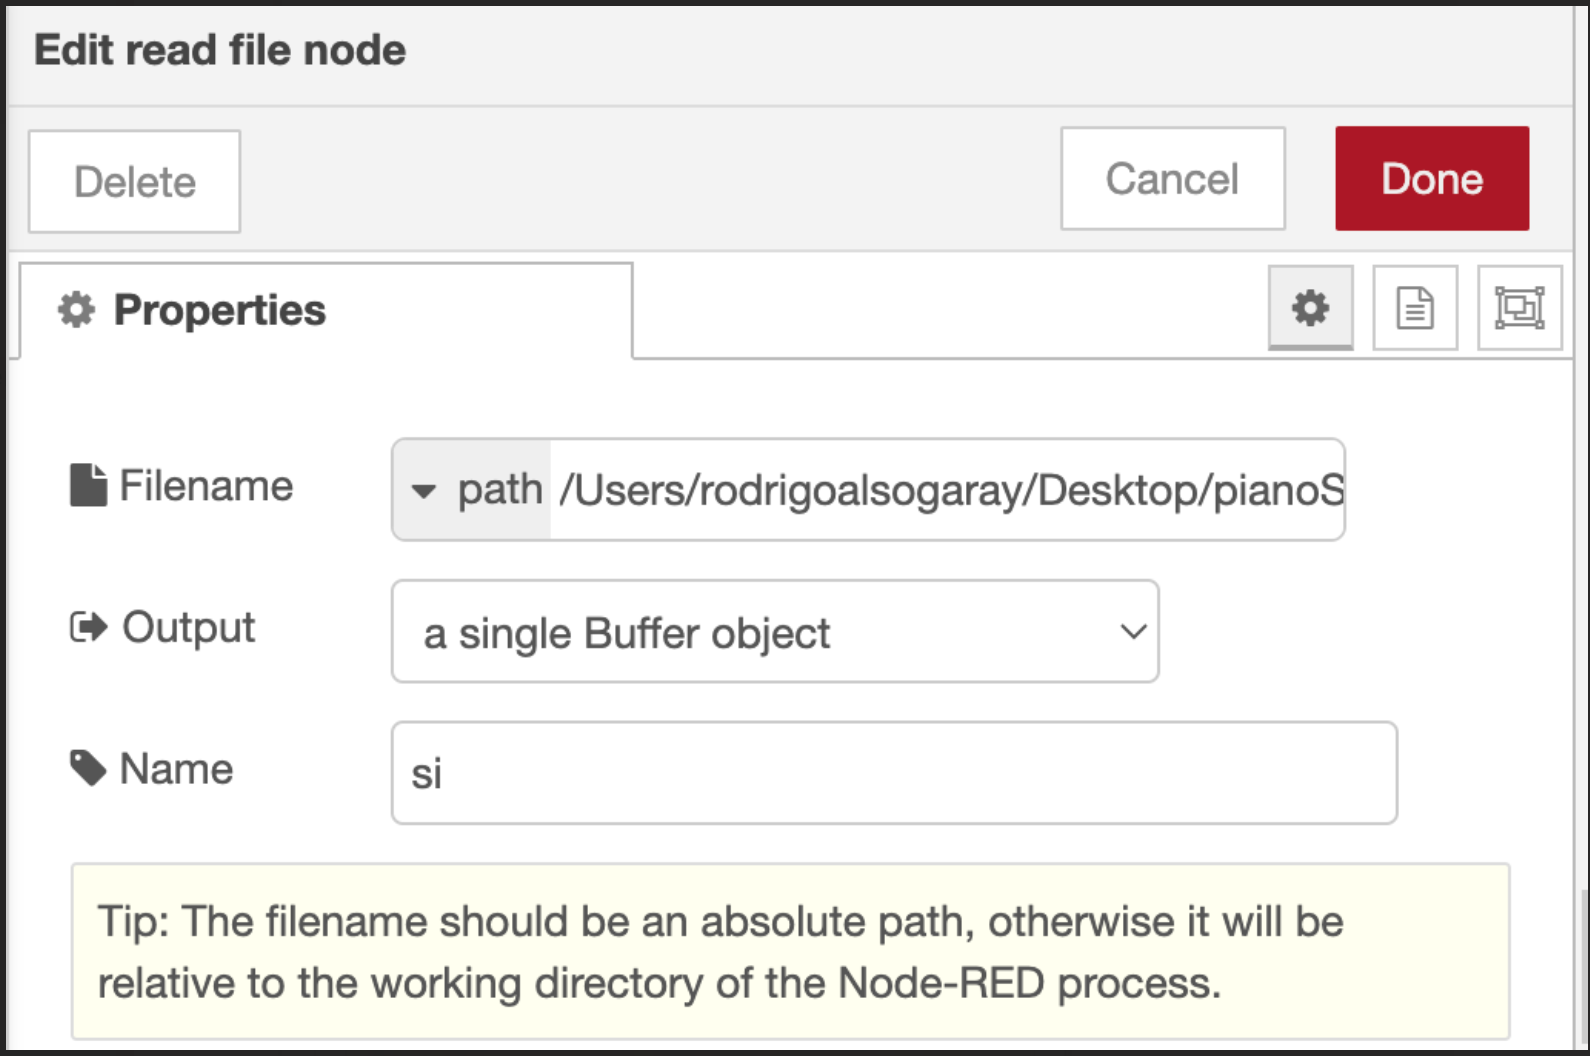 Edit read file node
Delete
Cancel
Done
Properties
Filename
path
/Users/rodrigoalsogaray/Desktop/pianoS
Output
a single Buffer object
Name
si
Tip: The filename should be an absolute path, otherwise it will be
relative to the working directory of the Node-RED process.